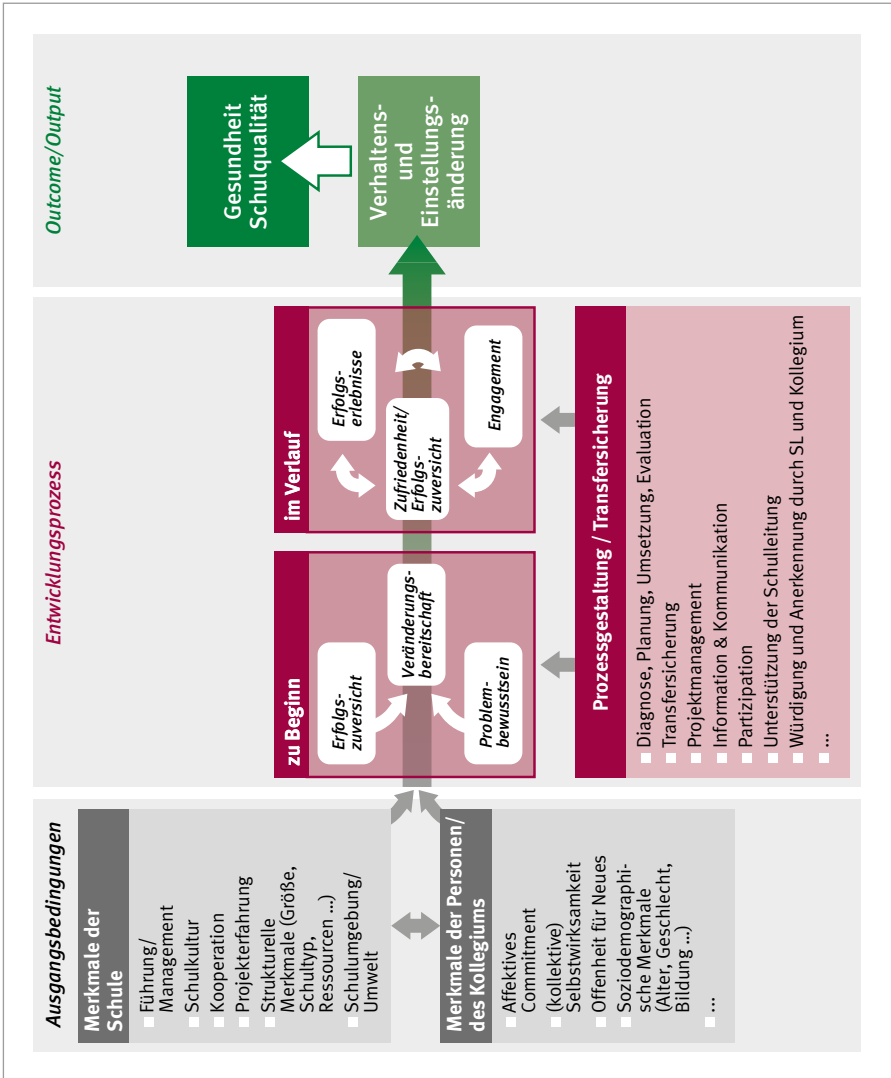 Ausgangsbedingungen
Merkmale der
Schule
Führung/
Management
Schulkultur
Kooperation
Projekterfahrung
Strukturelle
Merkmale (Größe,
Schultyp,
Ressourcen ...)
Schulumgebung/
Umwelt
Merkmale der Personen/
des Kollegiums
Affektives
Commitment
(kollektive)
Selbstwirksamkeit
Offenheit für Neues
Soziodemographi-
sche Merkmale
(Alter, Geschlecht,
Bildung ...)
...
Entwicklungsprozess
zu Beginn
Erfolgs-
zuversicht
Veränderungs-
bereitschaft
Problem-
bewusstsein
im Verlauf
Erfolgs-
erlebnisse
Zufriedenheit/
Erfolgs-
zuversicht
Engagement
Prozessgestaltung / Transfersicherung
Diagnose, Planung, Umsetzung, Evaluation
Transfersicherung
Projektmanagement
Information & Kommunikation
Partizipation
Unterstützung der Schulleitung
Würdigung und Anerkennung durch SL und Kollegium
...
Outcome/Output
Gesundheit
Schulqualität
Verhaltens-
und
Einstellungs-
änderung